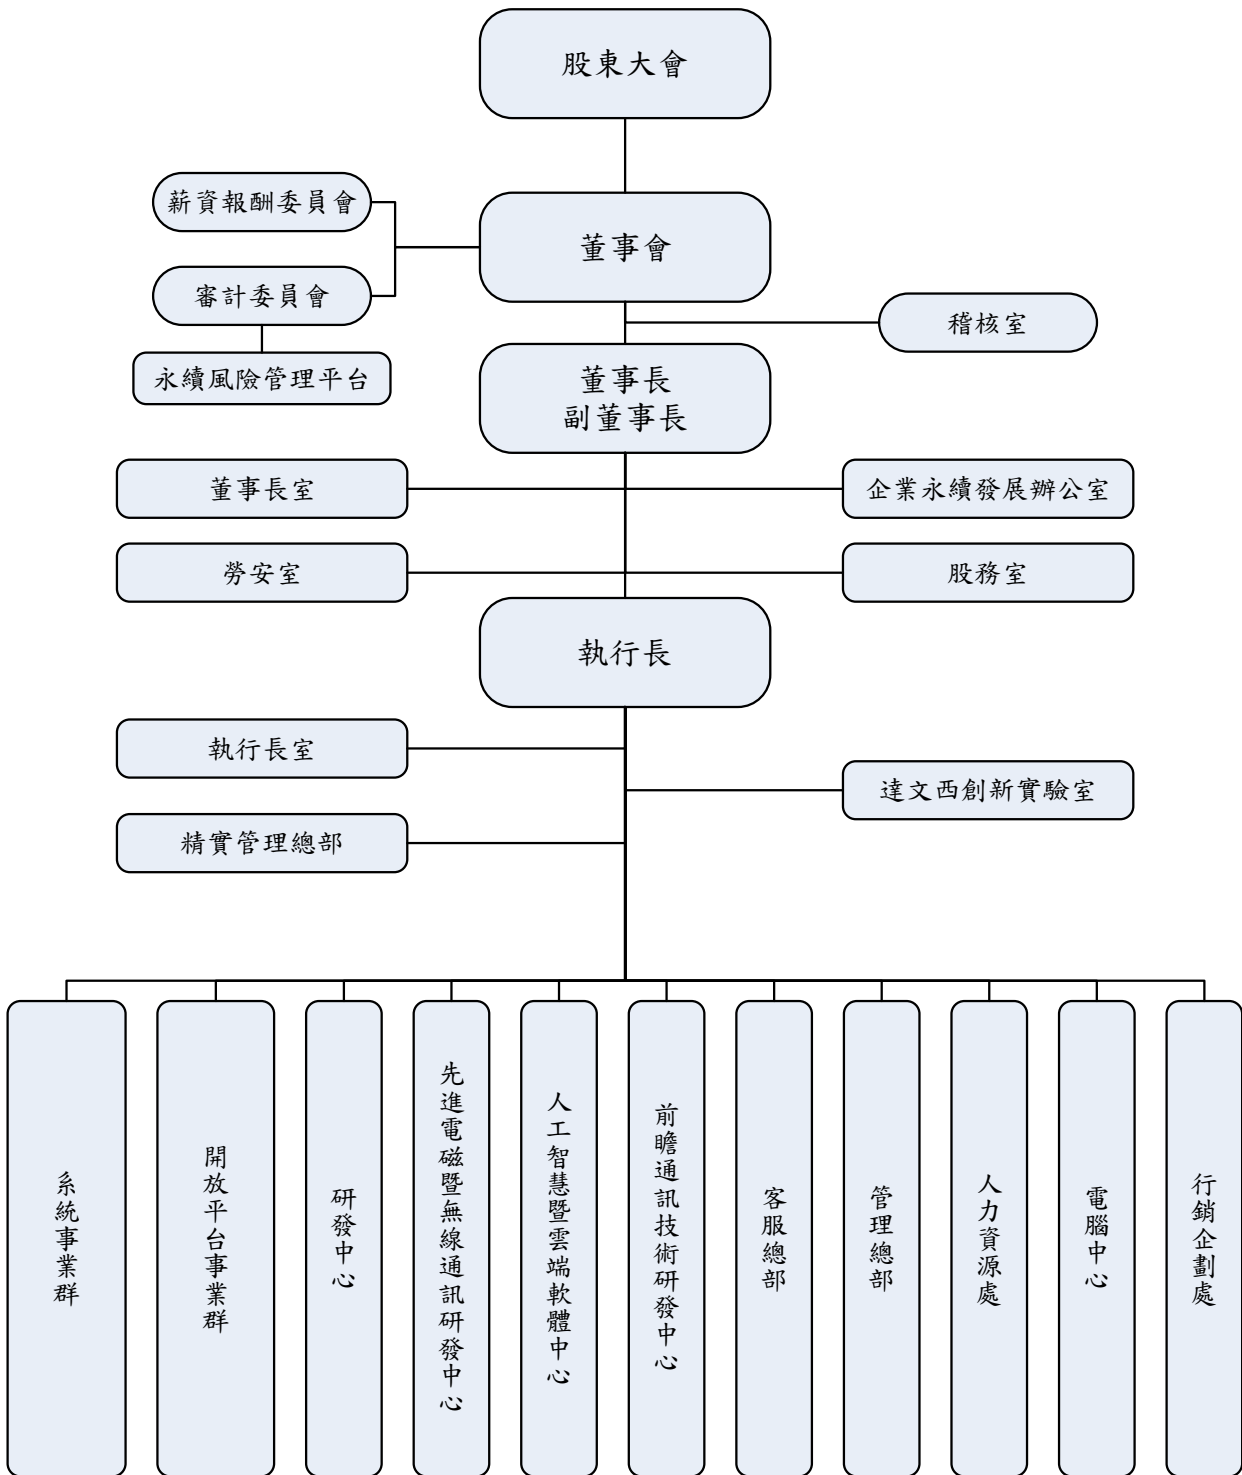 股東大會
薪資報酬委員會
董事會
審計委員會
稽核室
永續風險管理平台
董事長
副董事長
董事長室
企業永續發展辦公室
勞安室
股務室
執行長
執行長室
達文西創新實驗室
精實管理總部
系統事業群
開放平台事業群
研發中心
先進電磁暨無線通訊研發中心
人工智慧暨雲端軟體中心
前瞻通訊技術研發中心
客服總部
管理總部
人力資源處
電腦中心
行銷企劃處